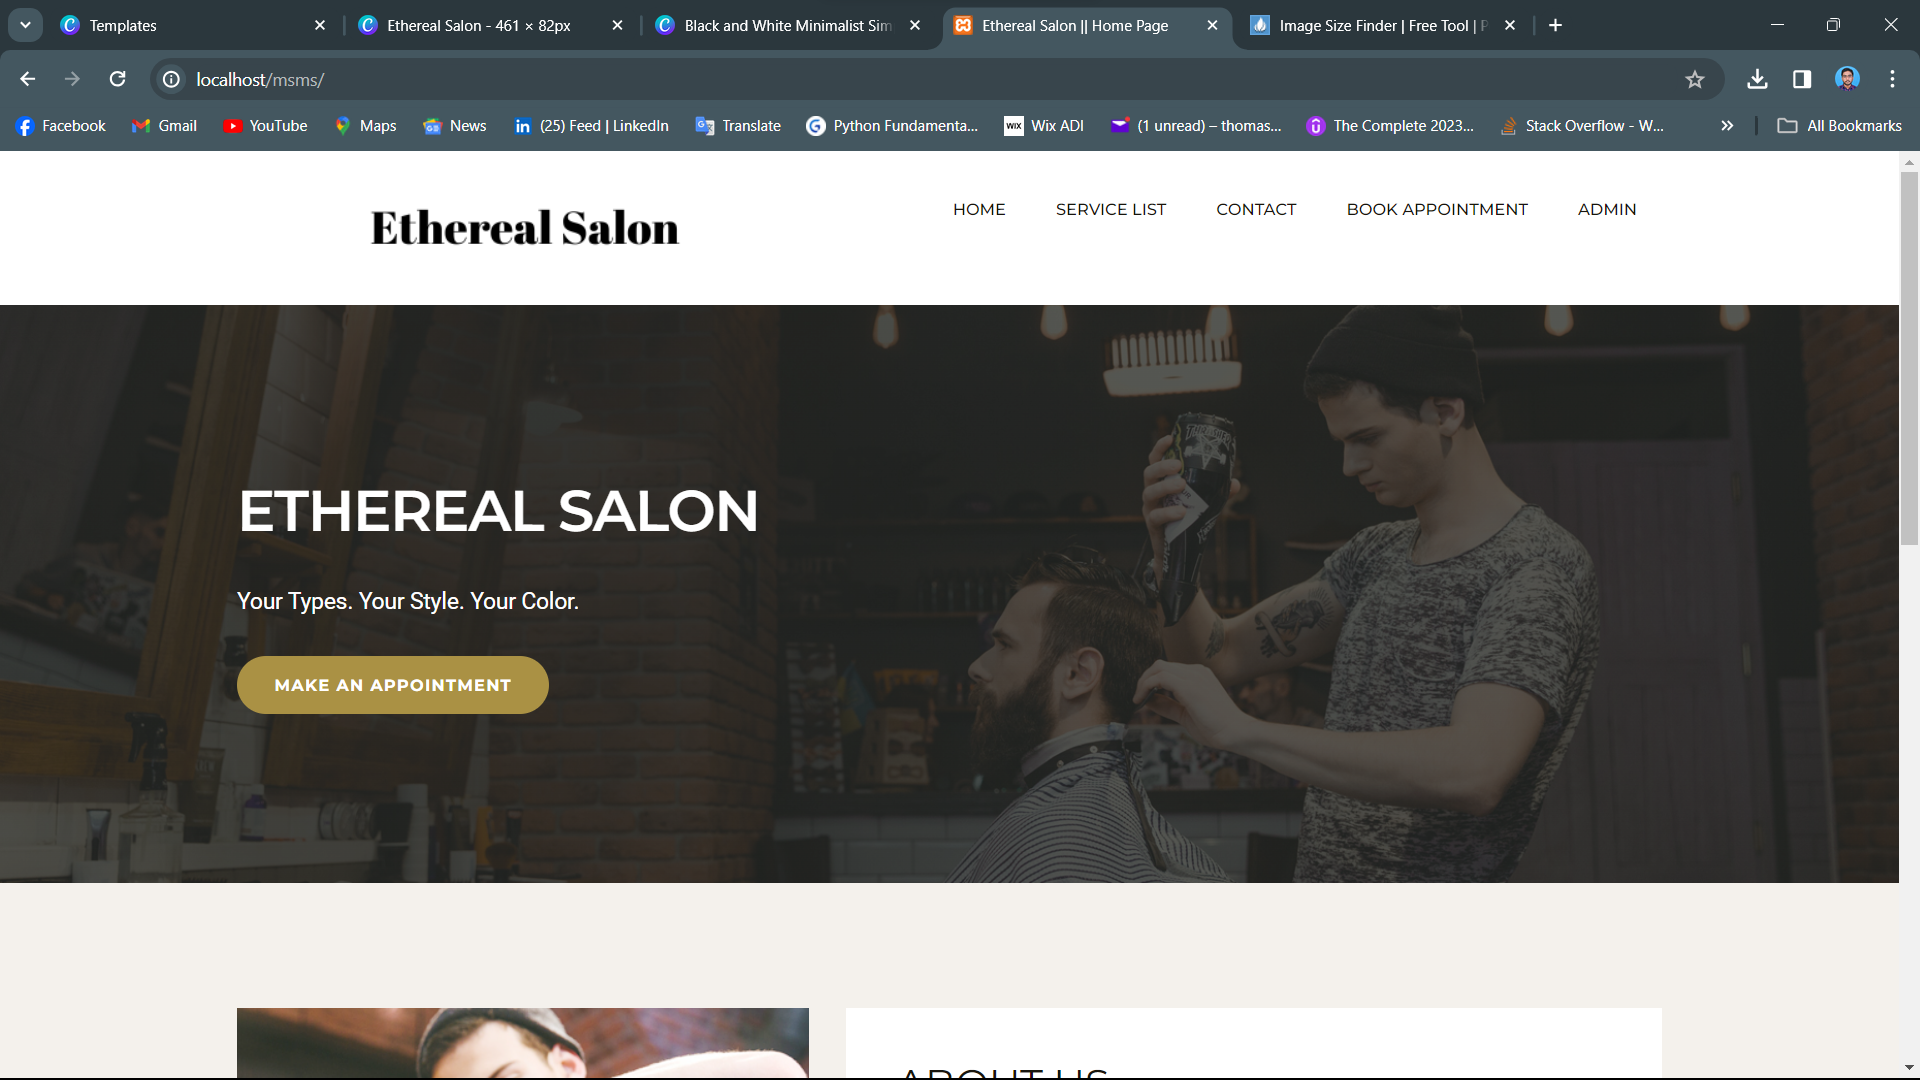 Templates
Ethereal Salon - 461 × 82px
Black and White Minimalist Sim
Ethereal Salon || Home Page
Image Size Finder | Free Tool | P
localhost/msms/
Facebook
Gmail
YouTube
Maps
News
(25) Feed | LinkedIn
Translate
Python Fundamenta...
WIX Wix ADI
(1 unread) – thomas...
The Complete 2023...
Stack Overflow - W...
All Bookmarks
Ethereal Salon
HOME
SERVICE LIST
CONTACT
BOOK APPOINTMENT
ADMIN
ETHEREAL SALON
Your Types. Your Style. Your Color.
MAKE AN APPOINTMENT
ABOUT US